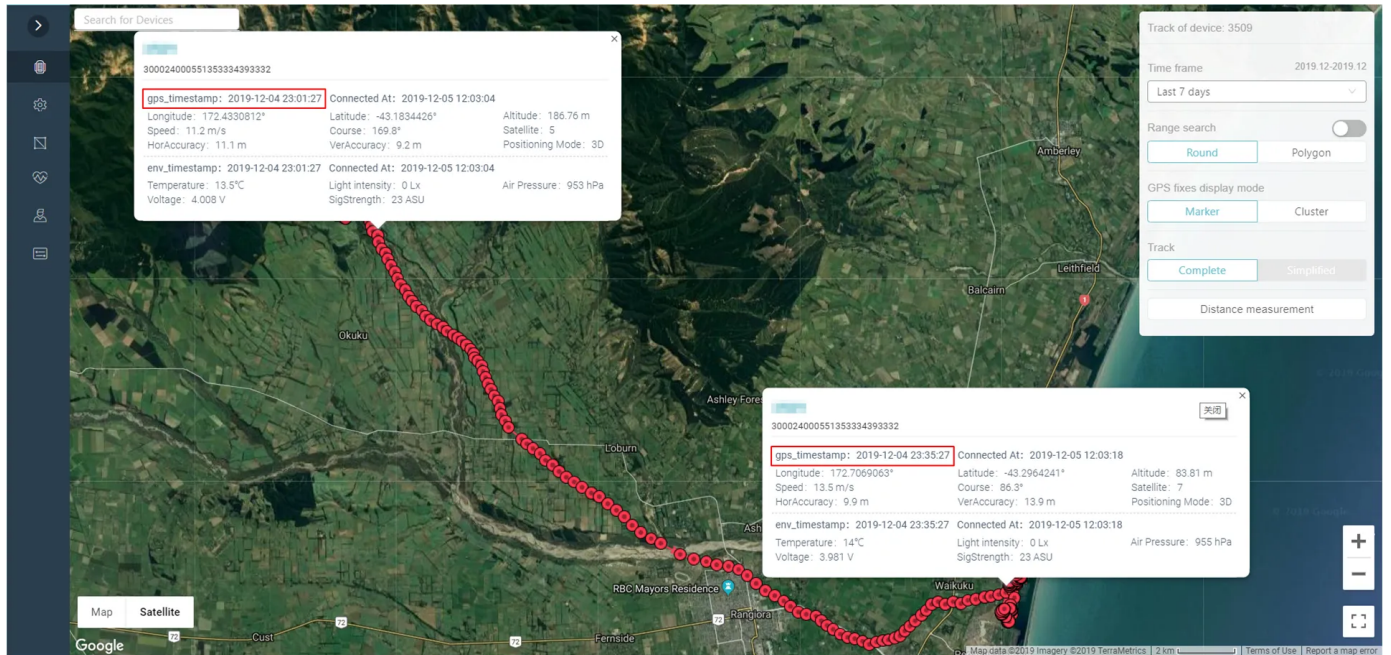 Search for Devices
300024000551353334393332
gps_timestamp: 2019-12-04 23:01:27 Connected At: 2019-12-05 12:03:04
Longitude: 172.4330812° Latitude: -43.1834426° Altitude: 186.76 m
Speed: 11.2 m/s Course: 169.8° Satellite: 5
HorAccuracy: 11.1 m VerAccuracy: 9.2 m Positioning Mode: 3D
env_timestamp: 2019-12-04 23:01:27 Connected At: 2019-12-05 12:03:04
Temperature: 13.5℃ Light intensity: 0 Lx Air Pressure: 953 hPa
Voltage: 4.008 V SigStrength: 23 ASU
Track of device: 3509
Time frame 2019.12-2019.12
Last 7 days
Range search
Round Polygon
GPS fixes display mode
Marker Cluster
Track
Complete Simplified
Distance measurement
Amberley
Leithfield
Balcairn
1
Okuku
Ashley Fores
Loburn
Ash
关闭
300024000551353334393332
gps_timestamp: 2019-12-04 23:35:27 Connected At: 2019-12-05 12:03:18
Longitude: 172.7069063° Latitude: -43.2964241° Altitude: 83.81 m
Speed: 13.5 m/s Course: 86.3° Satellite: 7
HorAccuracy: 9.9 m VerAccuracy: 13.9 m Positioning Mode: 3D
env_timestamp: 2019-12-04 23:35:27 Connected At: 2019-12-05 12:03:18
Temperature: 14℃ Light intensity: 0 Lx Air Pressure: 955 hPa
Voltage: 3.981 V SigStrength: 23 ASU
RBC Mayors Residence
Waikuku
Rangiora
72
72
72
72
Cust
Fernside
Map Satellite
Google
Map data ©2019 Imagery ©2019 TerraMetrics 2 km Terms of Use Report a map error